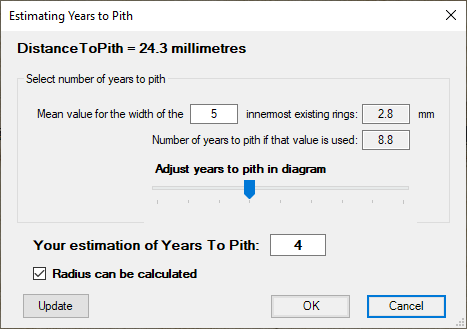 Estimating Years to Pith
DistanceToPith = 24.3 millimetres
Select number of years to pith
Mean value for the width of the 5 innermost existing rings: 2.8 mm
Number of years to pith if that value is used: 8.8
Adjust years to pith in diagram
Your estimation of Years To Pith: 4
Radius can be calculated
Update OK Cancel